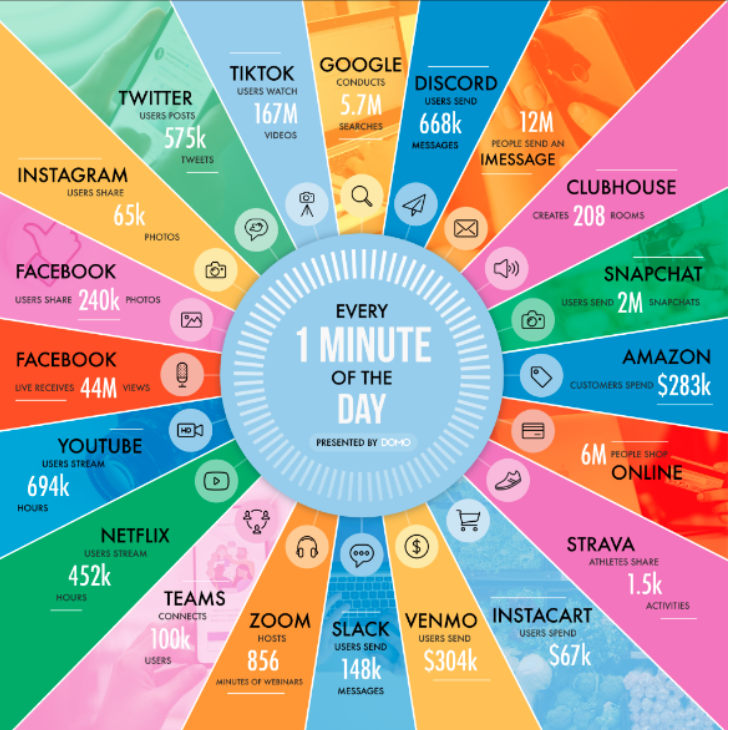 EVERY
1 MINUTE
OF THE
DAY
PRESENTED BY DOMO
GOOGLE
CONDUCTS
5.7M
SEARCHES
DISCORD
USERS SEND
668k
MESSAGES
12M
PEOPLE SEND AN
IMESSAGE
CLUBHOUSE
CREATES 208 ROOMS
SNAPCHAT
USERS SEND 2M SNAPCHATS
AMAZON
CUSTOMERS SPEND $283k
6M PEOPLE SHOP
ONLINE
STRAVA
ATHLETES SHARE
1.5k
ACTIVITIES
INSTACART
USERS SPEND
$67k
VENMO
USERS SEND
$304k
SLACK
USERS SEND
148k
MESSAGES
ZOOM
HOSTS
856
MINUTES OF WEBINARS
TEAMS
CONNECTS
100k
USERS
NETFLIX
USERS STREAM
452k
HOURS
YOUTUBE
USERS STREAM
694k
HOURS
HD
FACEBOOK
LIVE RECEIVES 44M VIEWS
FACEBOOK
USERS SHARE 240k PHOTOS
INSTAGRAM
USERS SHARE
65k
PHOTOS
TWITTER
USERS POSTS
575k
TWEETS
TIKTOK
USERS WATCH
167M
VIDEOS